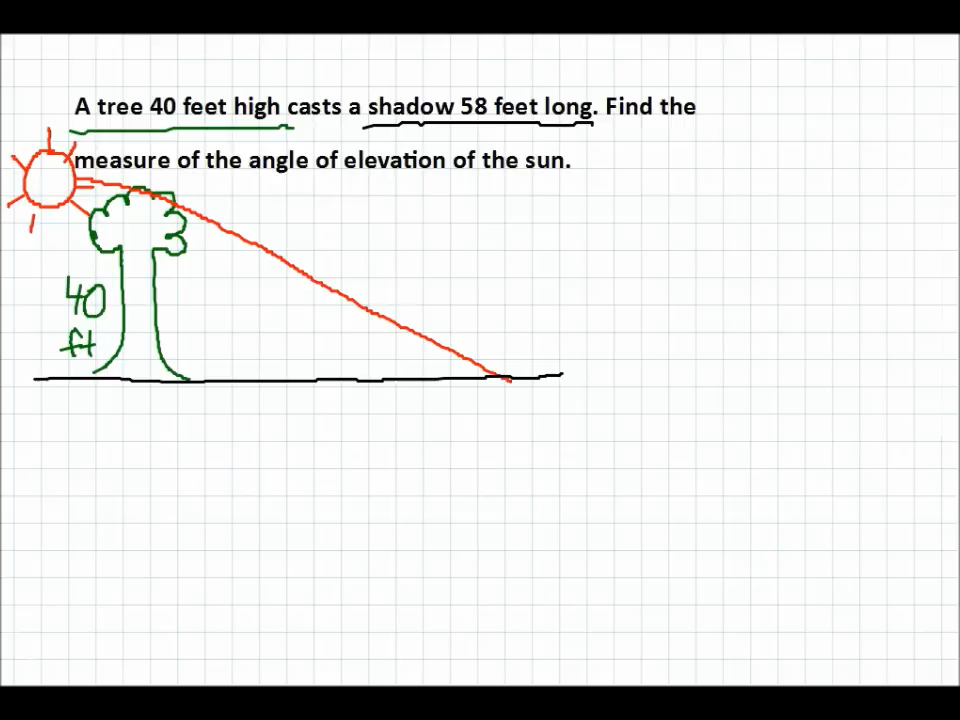 A tree 40 feet high casts a shadow 58 feet long. Find the
measure of the angle of elevation of the sun.
40
ft